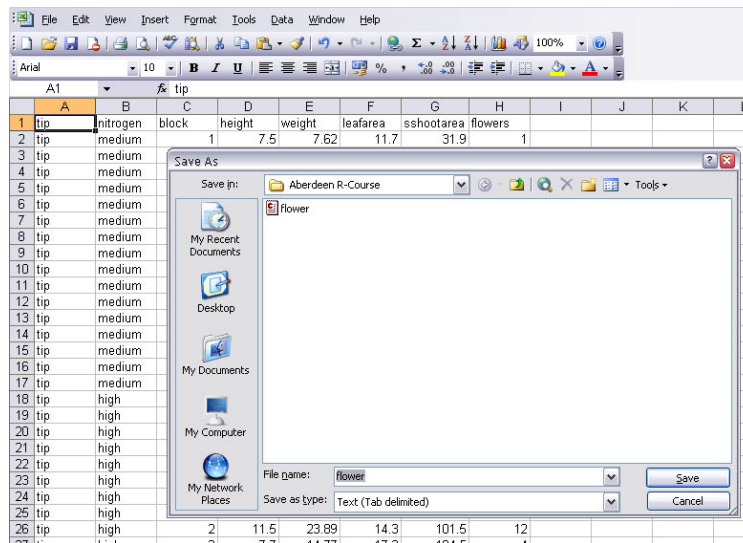 File Edit View Insert Format Tools Data Window Help
100%
Arial 10 B I U
A1 fx tip
A B C D E F G H I J K
1 tip nitrogen block height weight leafarea sshootarea flowers
2 tip medium 1 7.5 7.62 11.7 31.9 1
3 tip medium
4 tip medium
5 tip medium
6 tip medium
7 tip medium
8 tip medium
9 tip medium
10 tip medium
11 tip medium
12 tip medium
13 tip medium
14 tip medium
15 tip medium
16 tip medium
17 tip medium
18 tip high
19 tip high
20 tip high
21 tip high
22 tip high
23 tip high
24 tip high
25 tip high
26 tip high 2 11.5 23.89 14.3 101.5 12
Save As
Save in: Aberdeen R-Course Tools
flower
My Recent
Documents
Desktop
My Documents
My Computer
My Network
Places
File name: flower Save
Save as type: Text (Tab delimited) Cancel